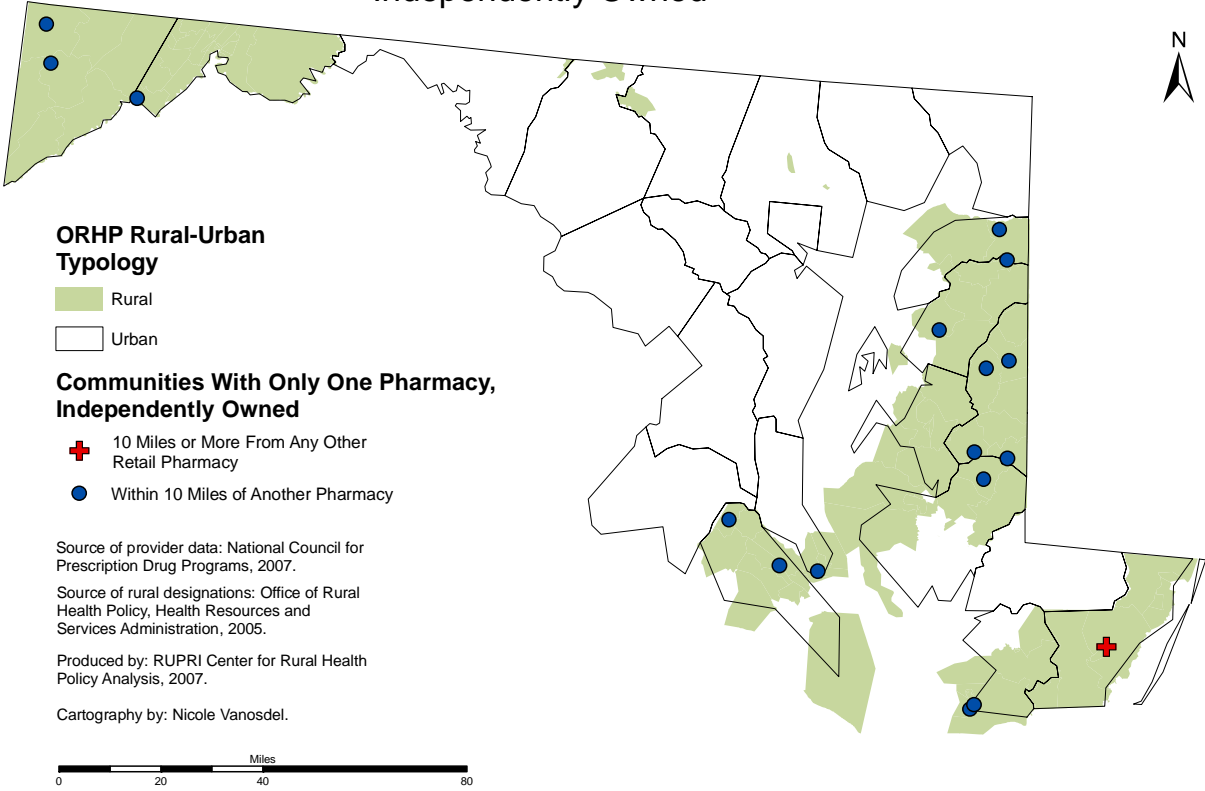 Independently Owned
N
ORHP Rural-Urban
Typology
Rural
Urban
Communities With Only One Pharmacy,
Independently Owned
10 Miles or More From Any Other
Retail Pharmacy
Within 10 Miles of Another Pharmacy
Source of provider data: National Council for
Prescription Drug Programs, 2007.
Source of rural designations: Office of Rural
Health Policy, Health Resources and
Services Administration, 2005.
Produced by: RUPRI Center for Rural Health
Policy Analysis, 2007.
Cartography by: Nicole Vanosdel.
Miles
0 20 40 80